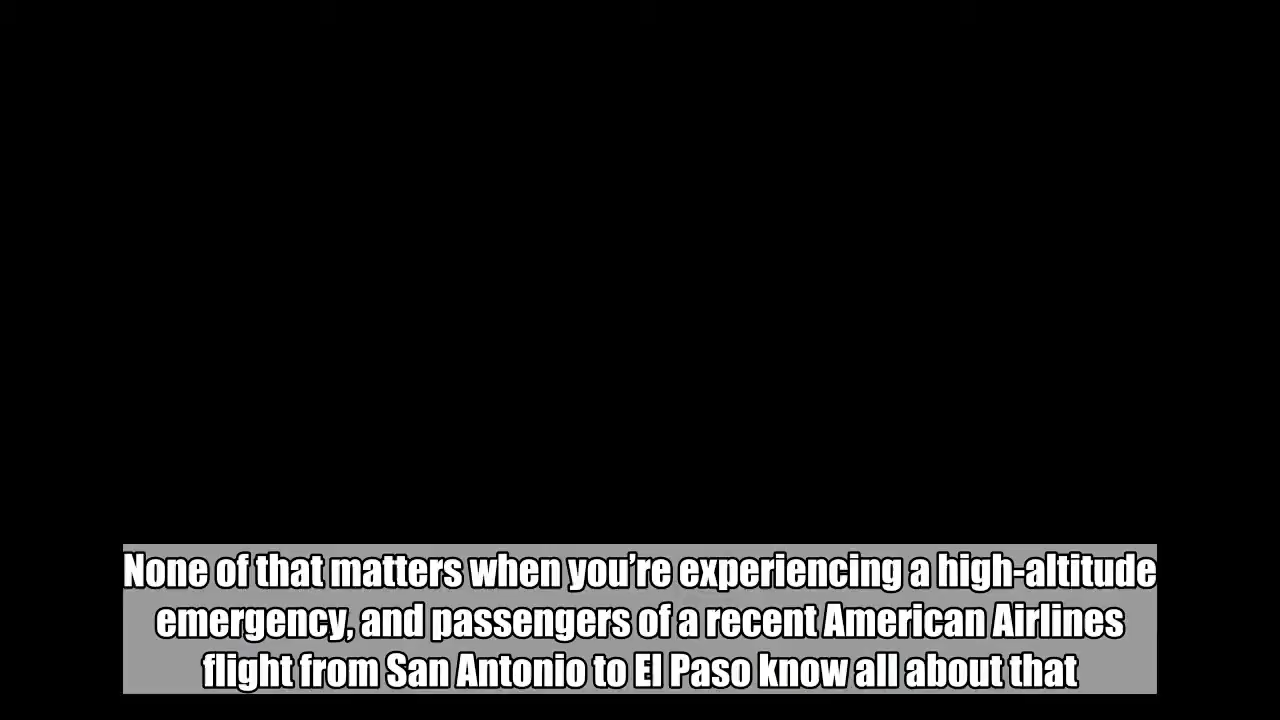 None of that matters when you’re experiencing a high-altitude
emergency, and passengers of a recent American Airlines
flight from San Antonio to El Paso know all about that